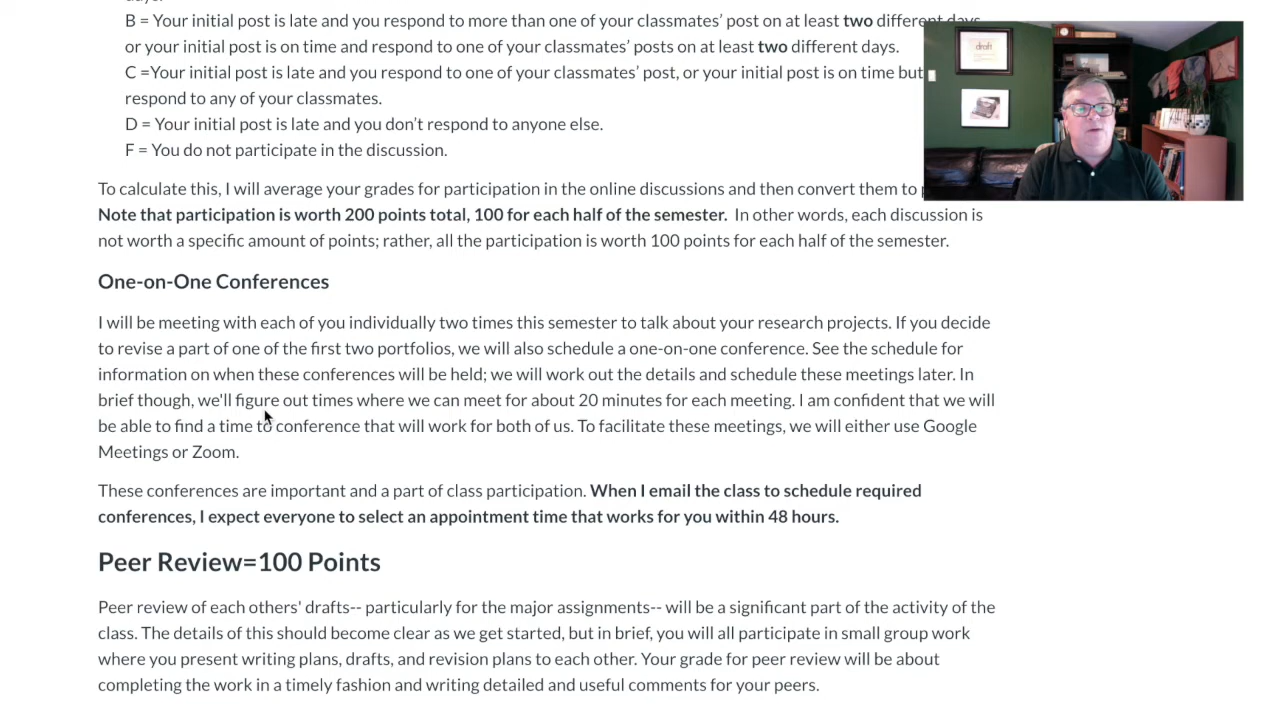 days.
B = Your initial post is late and you respond to more than one of your classmates’ post on at least two different days
or your initial post is on time and respond to one of your classmates’ posts on at least two different days.
C =Your initial post is late and you respond to one of your classmates’ post, or your initial post is on time but
respond to any of your classmates.
D = Your initial post is late and you don’t respond to anyone else.
F = You do not participate in the discussion.
To calculate this, I will average your grades for participation in the online discussions and then convert them to
Note that participation is worth 200 points total, 100 for each half of the semester. In other words, each discussion is
not worth a specific amount of points; rather, all the participation is worth 100 points for each half of the semester.
One-on-One Conferences
I will be meeting with each of you individually two times this semester to talk about your research projects. If you decide
to revise a part of one of the first two portfolios, we will also schedule a one-on-one conference. See the schedule for
information on when these conferences will be held; we will work out the details and schedule these meetings later. In
brief though, we'll figure out times where we can meet for about 20 minutes for each meeting. I am confident that we will
be able to find a time to conference that will work for both of us. To facilitate these meetings, we will either use Google
Meetings or Zoom.
These conferences are important and a part of class participation. When I email the class to schedule required
conferences, I expect everyone to select an appointment time that works for you within 48 hours.
Peer Review=100 Points
Peer review of each others' drafts-- particularly for the major assignments-- will be a significant part of the activity of the
class. The details of this should become clear as we get started, but in brief, you will all participate in small group work
where you present writing plans, drafts, and revision plans to each other. Your grade for peer review will be about
completing the work in a timely fashion and writing detailed and useful comments for your peers.
draft